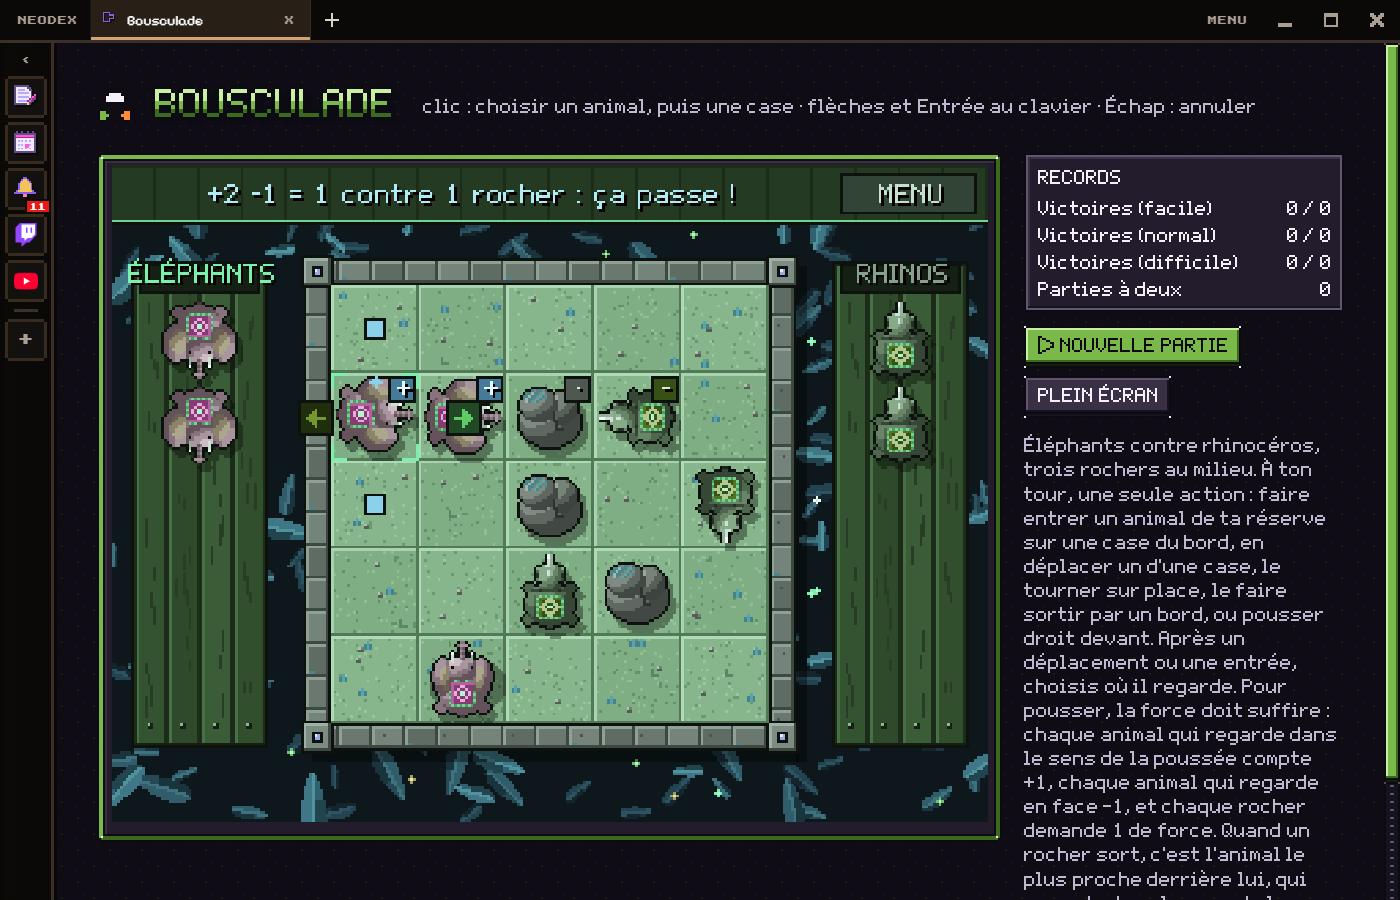 NEODEX
Bousculade
MENU
11
BOUSCULADE
clic : choisir un animal, puis une case · flèches et Entrée au clavier · Échap : annuler
+2 -1 = 1 contre 1 rocher : ça passe !
MENU
ÉLÉPHANTS
RHINOS
RECORDS
Victoires (facile) 0 / 0
Victoires (normal) 0 / 0
Victoires (difficile) 0 / 0
Parties à deux 0
NOUVELLE PARTIE
PLEIN ÉCRAN
Éléphants contre rhinocéros,
trois rochers au milieu. À ton
tour, une seule action : faire
entrer un animal de ta réserve
sur une case du bord, en
déplacer un d'une case, le
tourner sur place, le faire
sortir par un bord, ou pousser
droit devant. Après un
déplacement ou une entrée,
choisis où il regarde. Pour
pousser, la force doit suffire :
chaque animal qui regarde dans
le sens de la poussée compte
+1, chaque animal qui regarde
en face -1, et chaque rocher
demande 1 de force. Quand un
rocher sort, c'est l'animal le
plus proche derrière lui, qui